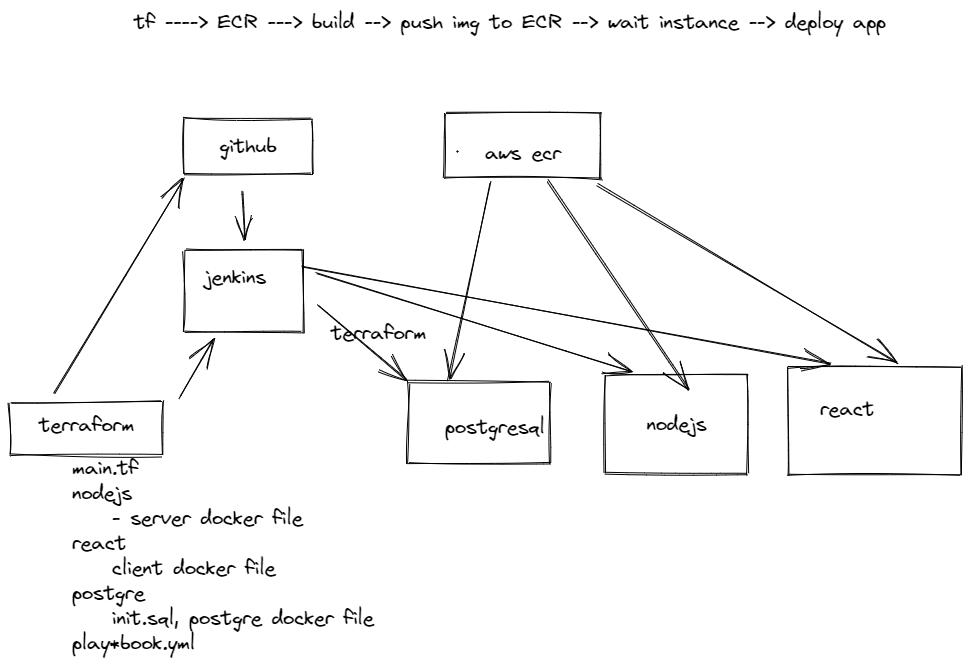 tf ----> ECR ---> build --> push img to ECR --> wait instance --> deploy app
github
aws ecr
jenkins
terraform
terraform
postgresql
nodejs
react
main.tf
nodejs
- server docker file
react
client docker file
postgre
init.sql, postgre docker file
play*book.yml